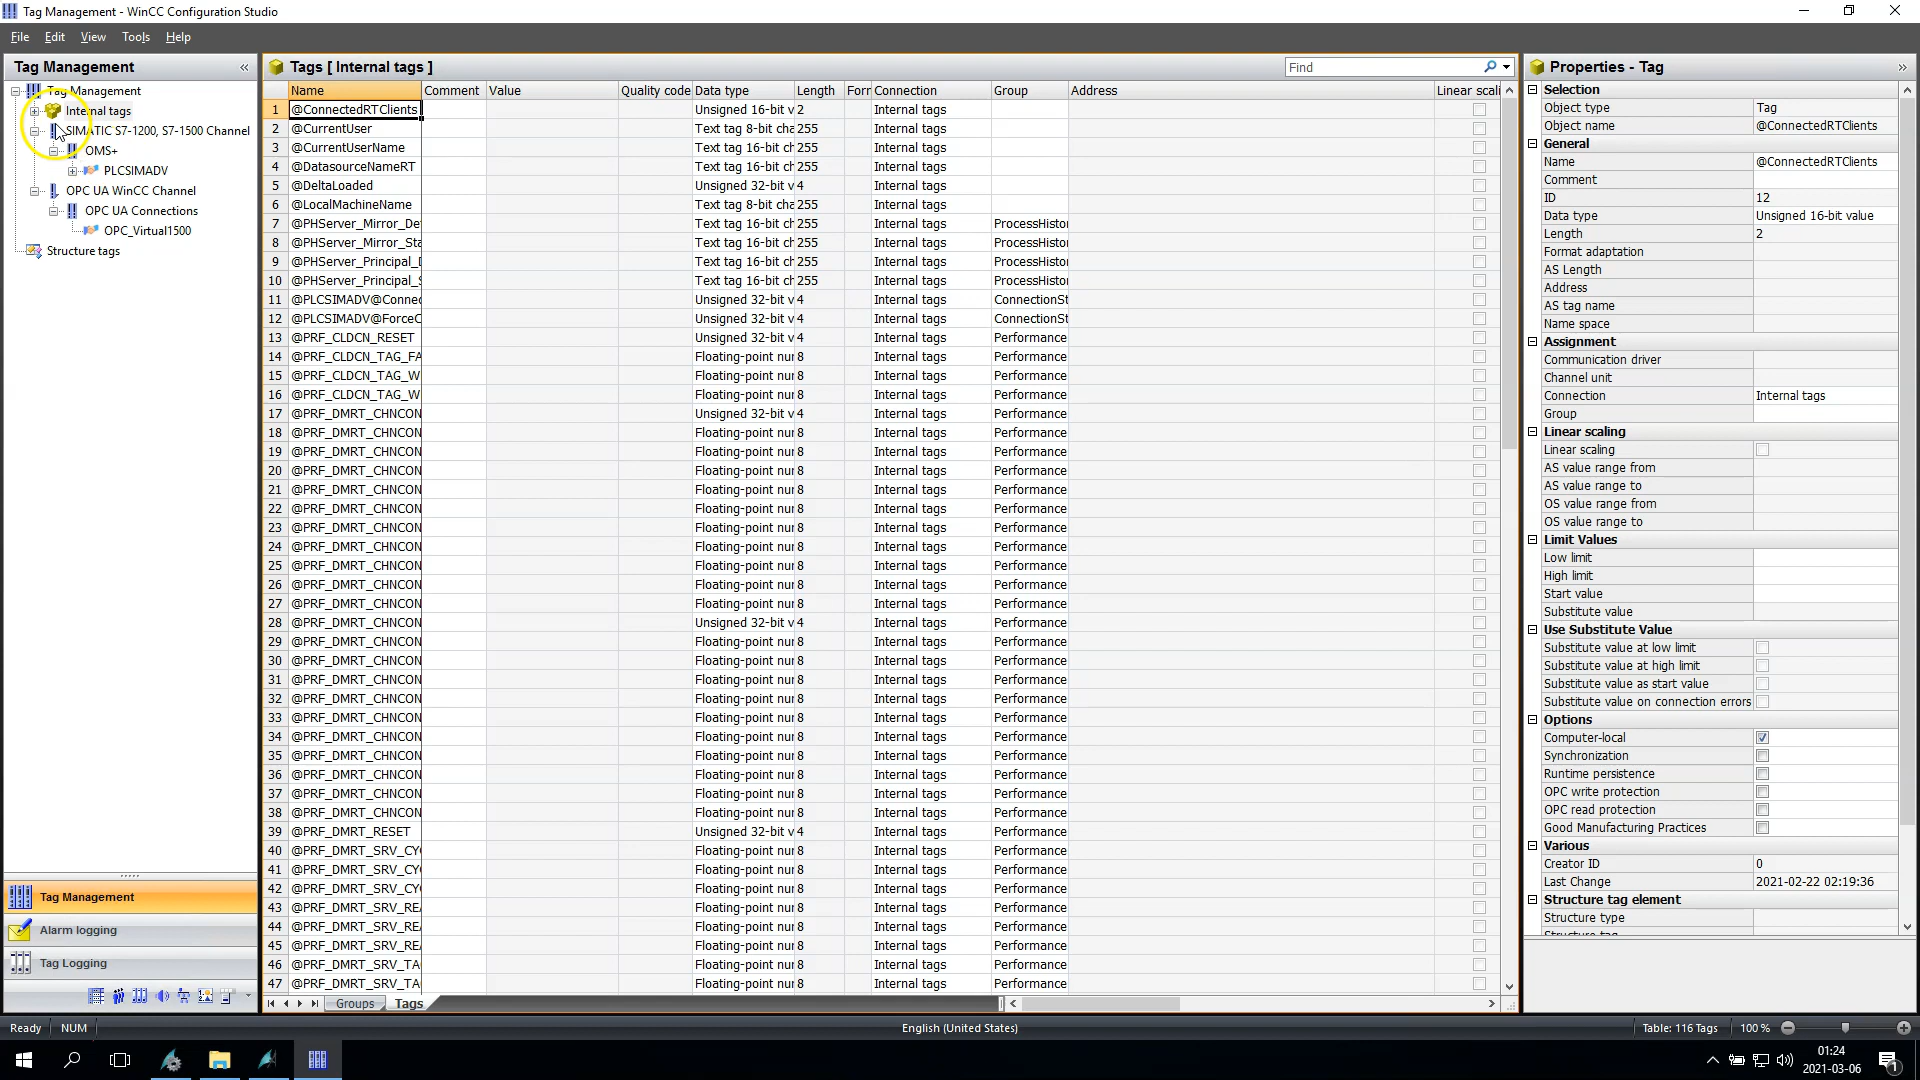 Tag Management - WinCC Configuration Studio
File Edit View Tools Help
Tag Management «
Tag Management
Internal tags
SIMATIC S7-1200, S7-1500 Channel
OMS+
PLCSIMADV
OPC UA WinCC Channel
OPC UA Connections
OPC_Virtual1500
Structure tags
Tag Management
Alarm logging
Tag Logging
Tags [ Internal tags ] Find
Name Comment Value Quality code Data type Length Forr Connection Group Address Linear scali
1 @ConnectedRTClients Unsigned 16-bit v 2 Internal tags
2 @CurrentUser Text tag 8-bit cha 255 Internal tags
3 @CurrentUserName Text tag 16-bit ch 255 Internal tags
4 @DatasourceNameRT Text tag 16-bit ch 255 Internal tags
5 @DeltaLoaded Unsigned 32-bit v 4 Internal tags
6 @LocalMachineName Text tag 8-bit cha 255 Internal tags
7 @PHServer_Mirror_De Text tag 16-bit ch 255 Internal tags ProcessHistor
8 @PHServer_Mirror_Sta Text tag 16-bit ch 255 Internal tags ProcessHistor
9 @PHServer_Principal_D Text tag 16-bit ch 255 Internal tags ProcessHistor
10 @PHServer_Principal_S Text tag 16-bit ch 255 Internal tags ProcessHistor
11 @PLCSIMADV@Connec Unsigned 32-bit v 4 Internal tags ConnectionSt
12 @PLCSIMADV@ForceC Unsigned 32-bit v 4 Internal tags ConnectionSt
13 @PRF_CLDCN_RESET Unsigned 32-bit v 4 Internal tags Performance
14 @PRF_CLDCN_TAG_FA Floating-point nur 8 Internal tags Performance
15 @PRF_CLDCN_TAG_W Floating-point nur 8 Internal tags Performance
16 @PRF_CLDCN_TAG_W Floating-point nur 8 Internal tags Performance
17 @PRF_DMRT_CHNCON Unsigned 32-bit v 4 Internal tags Performance
18 @PRF_DMRT_CHNCON Floating-point nur 8 Internal tags Performance
19 @PRF_DMRT_CHNCON Floating-point nur 8 Internal tags Performance
20 @PRF_DMRT_CHNCON Floating-point nur 8 Internal tags Performance
21 @PRF_DMRT_CHNCON Floating-point nur 8 Internal tags Performance
22 @PRF_DMRT_CHNCON Floating-point nur 8 Internal tags Performance
23 @PRF_DMRT_CHNCON Floating-point nur 8 Internal tags Performance
24 @PRF_DMRT_CHNCON Floating-point nur 8 Internal tags Performance
25 @PRF_DMRT_CHNCON Floating-point nur 8 Internal tags Performance
26 @PRF_DMRT_CHNCON Floating-point nur 8 Internal tags Performance
27 @PRF_DMRT_CHNCON Floating-point nur 8 Internal tags Performance
28 @PRF_DMRT_CHNCON Unsigned 32-bit v 4 Internal tags Performance
29 @PRF_DMRT_CHNCON Floating-point nur 8 Internal tags Performance
30 @PRF_DMRT_CHNCON Floating-point nur 8 Internal tags Performance
31 @PRF_DMRT_CHNCON Floating-point nur 8 Internal tags Performance
32 @PRF_DMRT_CHNCON Floating-point nur 8 Internal tags Performance
33 @PRF_DMRT_CHNCON Floating-point nur 8 Internal tags Performance
34 @PRF_DMRT_CHNCON Floating-point nur 8 Internal tags Performance
35 @PRF_DMRT_CHNCON Floating-point nur 8 Internal tags Performance
36 @PRF_DMRT_CHNCON Floating-point nur 8 Internal tags Performance
37 @PRF_DMRT_CHNCON Floating-point nur 8 Internal tags Performance
38 @PRF_DMRT_CHNCON Floating-point nur 8 Internal tags Performance
39 @PRF_DMRT_RESET Unsigned 32-bit v 4 Internal tags Performance
40 @PRF_DMRT_SRV_CY Floating-point nur 8 Internal tags Performance
41 @PRF_DMRT_SRV_CY Floating-point nur 8 Internal tags Performance
42 @PRF_DMRT_SRV_CY Floating-point nur 8 Internal tags Performance
43 @PRF_DMRT_SRV_RE Floating-point nur 8 Internal tags Performance
44 @PRF_DMRT_SRV_RE Floating-point nur 8 Internal tags Performance
45 @PRF_DMRT_SRV_RE Floating-point nur 8 Internal tags Performance
46 @PRF_DMRT_SRV_TA Floating-point nur 8 Internal tags Performance
47 @PRF_DMRT_SRV_TA Floating-point nur 8 Internal tags Performance
Groups Tags
Properties - Tag »
Selection
Object type Tag
Object name @ConnectedRTClients
General
Name @ConnectedRTClients
Comment
ID 12
Data type Unsigned 16-bit value
Length 2
Format adaptation
AS Length
Address
AS tag name
Name space
Assignment
Communication driver
Channel unit
Connection Internal tags
Group
Linear scaling
Linear scaling
AS value range from
AS value range to
OS value range from
OS value range to
Limit Values
Low limit
High limit
Start value
Substitute value
Use Substitute Value
Substitute value at low limit
Substitute value at high limit
Substitute value as start value
Substitute value on connection errors
Options
Computer-local
Synchronization
Runtime persistence
OPC write protection
OPC read protection
Good Manufacturing Practices
Various
Creator ID 0
Last Change 2021-02-22 02:19:36
Structure tag element
Structure type
Ready NUM English (United States) Table: 116 Tags 100 %
01:24
2021-03-06
1